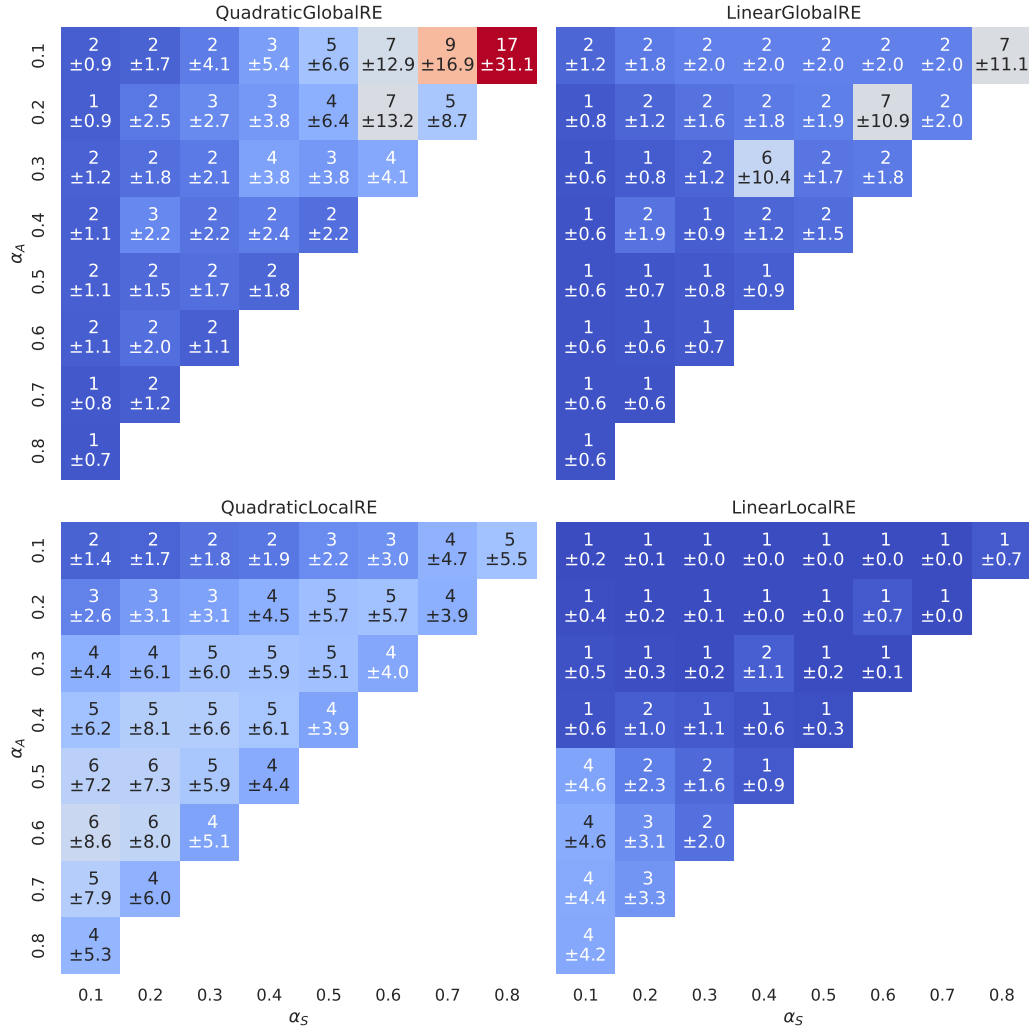 QuadraticGlobalRE
LinearGlobalRE
0.1
2 2 2 3 5 7 9 17
±0.9 ±1.7 ±4.1 ±5.4 ±6.6 ±12.9 ±16.9 ±31.1
2 2 2 2 2 2 2 7
±1.2 ±1.8 ±2.0 ±2.0 ±2.0 ±2.0 ±2.0 ±11.1
0.2
1 2 3 3 4 7 5
±0.9 ±2.5 ±2.7 ±3.8 ±6.4 ±13.2 ±8.7
1 2 2 2 2 7 2
±0.8 ±1.2 ±1.6 ±1.8 ±1.9 ±10.9 ±2.0
0.3
2 2 2 4 3 4
±1.2 ±1.8 ±2.1 ±3.8 ±3.8 ±4.1
1 1 2 6 2 2
±0.6 ±0.8 ±1.2 ±10.4 ±1.7 ±1.8
0.4
2 3 2 2 2
±1.1 ±2.2 ±2.2 ±2.4 ±2.2
1 2 1 2 2
±0.6 ±1.9 ±0.9 ±1.2 ±1.5
α_A
0.5
2 2 2 2
±1.1 ±1.5 ±1.7 ±1.8
1 1 1 1
±0.6 ±0.7 ±0.8 ±0.9
0.6
2 2 2
±1.1 ±2.0 ±1.1
1 1 1
±0.6 ±0.6 ±0.7
0.7
1 2
±0.8 ±1.2
1 1
±0.6 ±0.6
0.8
1
±0.7
1
±0.6
QuadraticLocalRE
LinearLocalRE
0.1
2 2 2 2 3 3 4 5
±1.4 ±1.7 ±1.8 ±1.9 ±2.2 ±3.0 ±4.7 ±5.5
1 1 1 1 1 1 1 1
±0.2 ±0.1 ±0.0 ±0.0 ±0.0 ±0.0 ±0.0 ±0.7
0.2
3 3 3 4 5 5 4
±2.6 ±3.1 ±3.1 ±4.5 ±5.7 ±5.7 ±3.9
1 1 1 1 1 1 1
±0.4 ±0.2 ±0.1 ±0.0 ±0.0 ±0.7 ±0.0
0.3
4 4 5 5 5 4
±4.4 ±6.1 ±6.0 ±5.9 ±5.1 ±4.0
1 1 1 2 1 1
±0.5 ±0.3 ±0.2 ±1.1 ±0.2 ±0.1
0.4
5 5 5 5 4
±6.2 ±8.1 ±6.6 ±6.1 ±3.9
1 2 1 1 1
±0.6 ±1.0 ±1.1 ±0.6 ±0.3
α_A
0.5
6 6 5 4
±7.2 ±7.3 ±5.9 ±4.4
4 2 2 1
±4.6 ±2.3 ±1.6 ±0.9
0.6
6 6 4
±8.6 ±8.0 ±5.1
4 3 2
±4.6 ±3.1 ±2.0
0.7
5 4
±7.9 ±6.0
4 3
±4.4 ±3.3
0.8
4
±5.3
4
±4.2
0.1 0.2 0.3 0.4 0.5 0.6 0.7 0.8
α_S
0.1 0.2 0.3 0.4 0.5 0.6 0.7 0.8
α_S